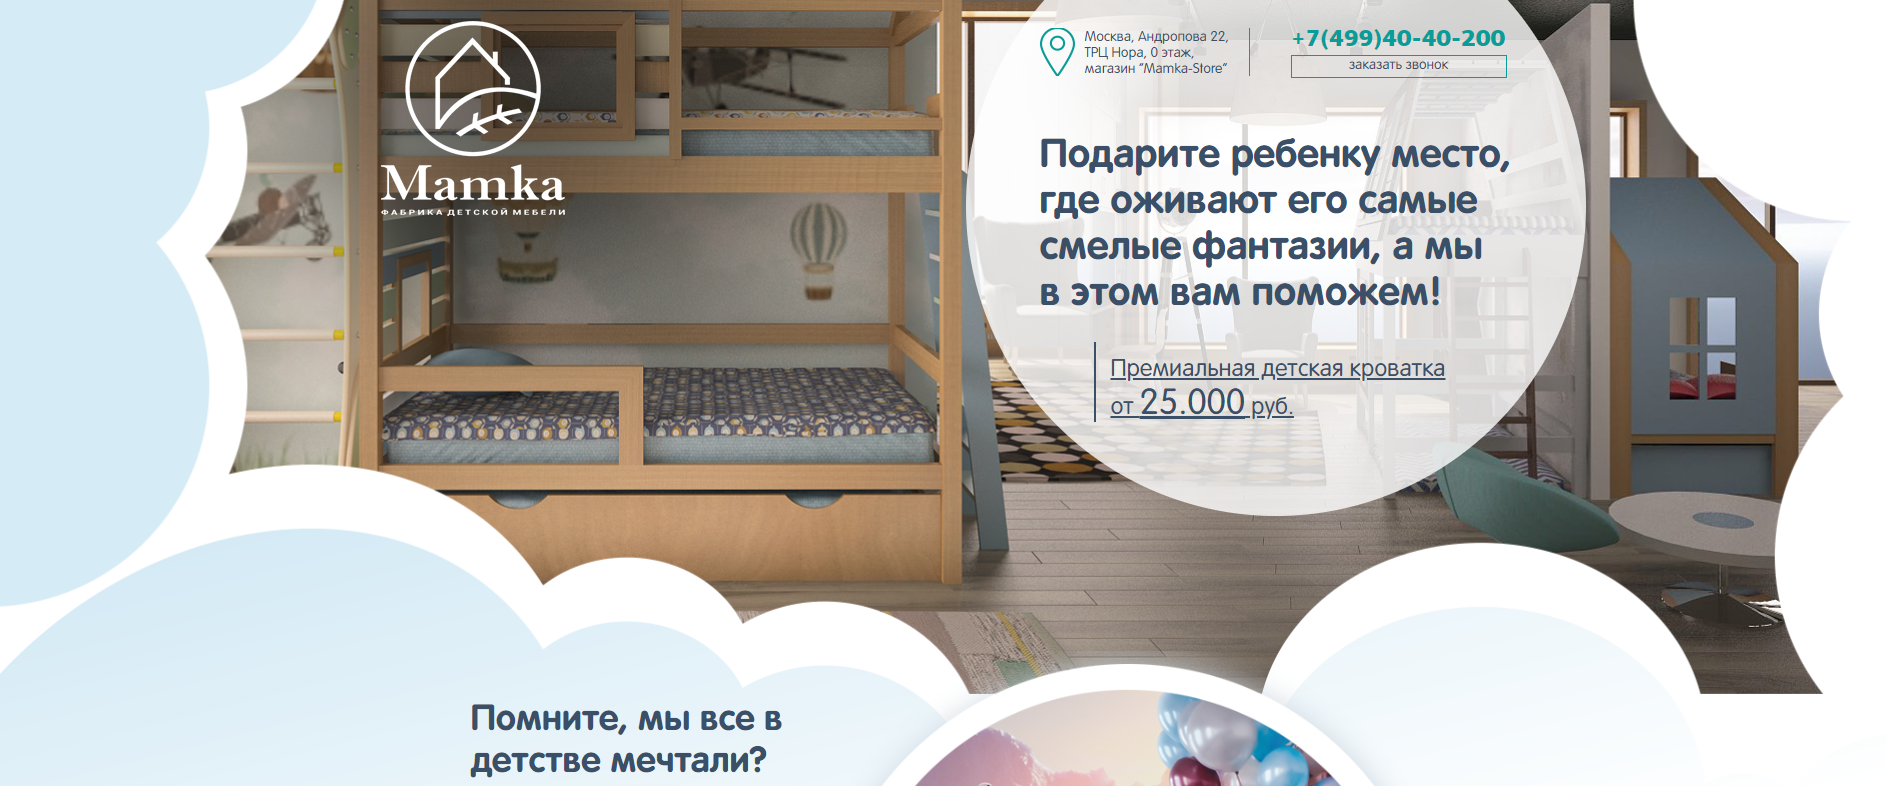 Mamka
ФАБРИКА ДЕТСКОЙ МЕБЕЛИ
Москва, Андропова 22,
ТРЦ Нора, 0 этаж,
магазин "Mamka-Store"
+7(499)40-40-200
заказать звонок
Подарите ребенку место,
где оживают его самые
смелые фантазии, а мы
в этом вам поможем!
Премиальная детская кроватка
от 25.000 руб.
Помните, мы все в
детстве мечтали?